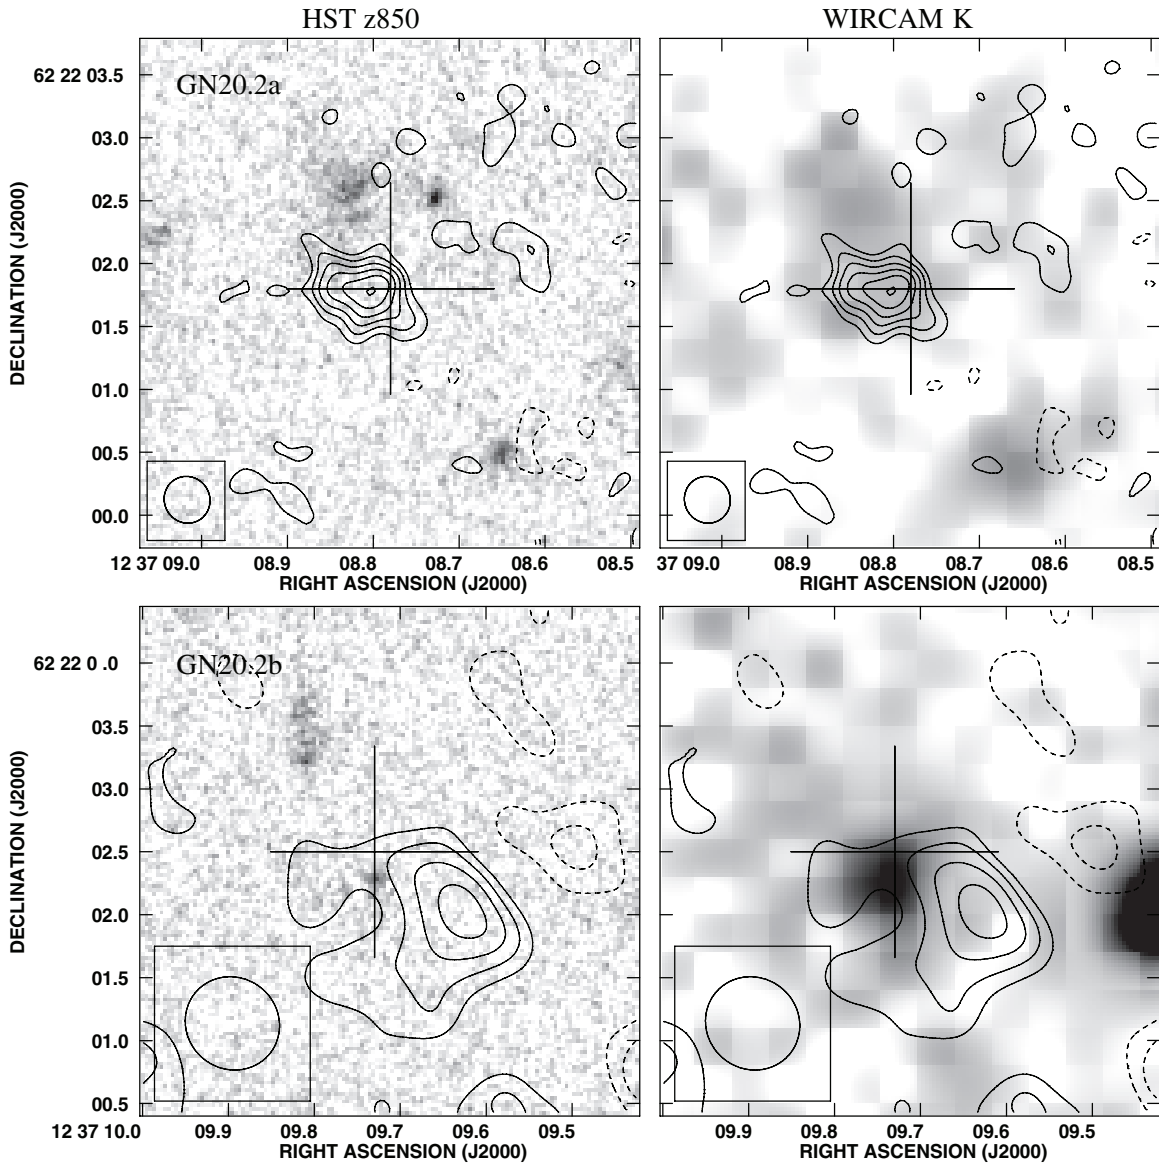 HST z850
WIRCAM K
GN20.2a
DECLINATION (J2000)
62 22 03.5
03.0
02.5
02.0
01.5
01.0
00.5
00.0
12 37 09.0
08.9
08.8
08.7
08.6
08.5
RIGHT ASCENSION (J2000)
37 09.0
08.9
08.8
08.7
08.6
08.5
RIGHT ASCENSION (J2000)
GN20.2b
DECLINATION (J2000)
62 22 0 .0
03.5
03.0
02.5
02.0
01.5
01.0
00.5
12 37 10.0
09.9
09.8
09.7
09.6
09.5
RIGHT ASCENSION (J2000)
09.9
09.8
09.7
09.6
09.5
RIGHT ASCENSION (J2000)